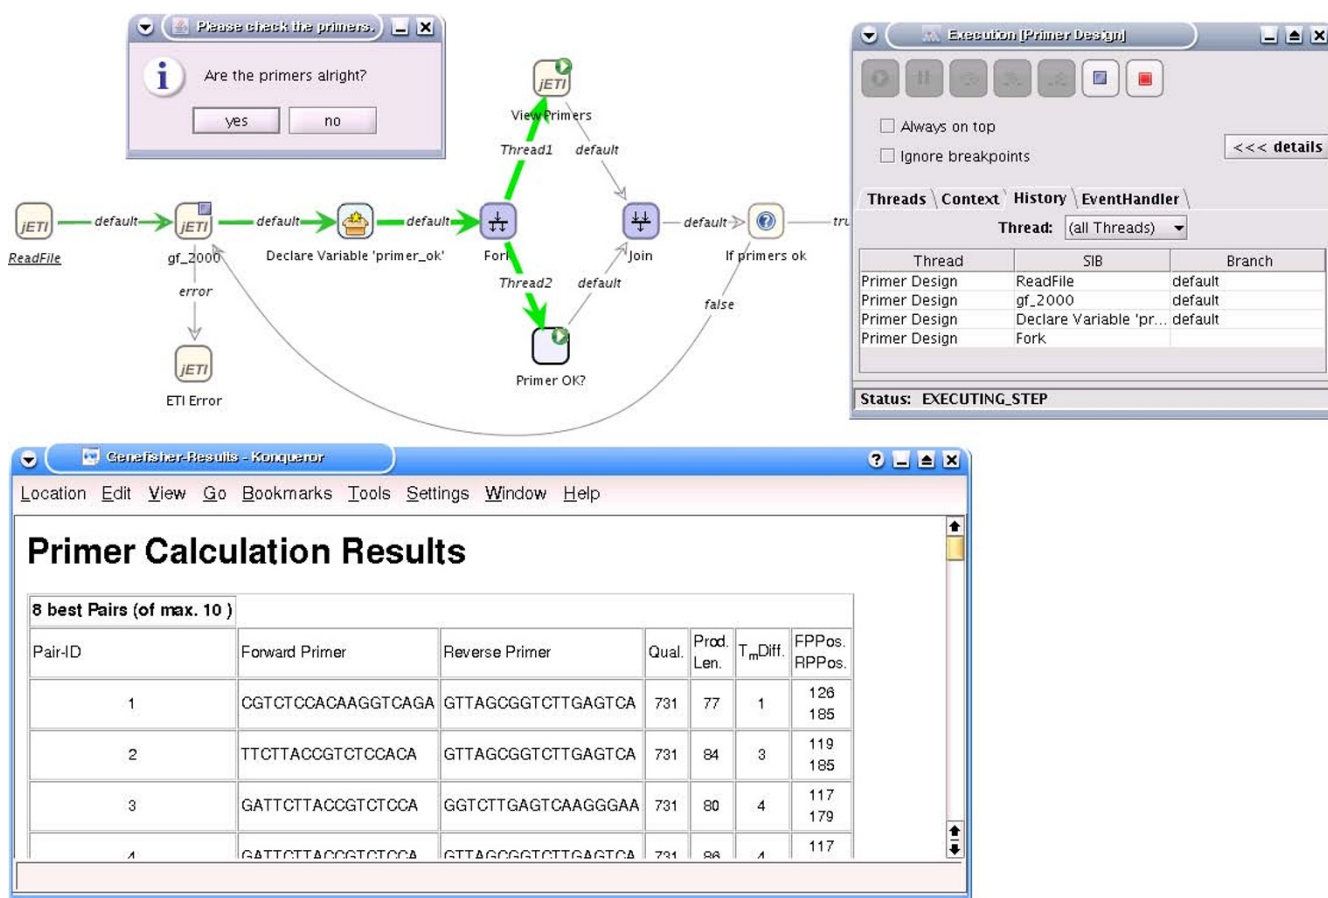 Please check the primers.
Are the primers alright?
yes no
jETI
View Primers
Thread1 default
jETI default jETI default default default tru
ReadFile gf_2000 Declare Variable 'primer_ok' Fork Join If primers ok
error Thread2 default false
jETI
ETI Error
Primer OK?
Execution [Primer Design]
Always on top
Ignore breakpoints
<<< details
Threads Context History EventHandler
Thread: (all Threads)
Thread SIB Branch
Primer Design ReadFile default
Primer Design gf_2000 default
Primer Design Declare Variable 'pr... default
Primer Design Fork
Status: EXECUTING_STEP
Genefisher-Results - Konqueror
Location Edit View Go Bookmarks Tools Settings Window Help
Primer Calculation Results
8 best Pairs (of max. 10 )
Pair-ID Forward Primer Reverse Primer Qual. Prod. Len. TmDiff. FPPos. RPPos.
1 CGTCTCCACAAGGTCAGA GTTAGCGGTCTTGAGTCA 731 77 1 126 185
2 TTCTTACCGTCTCCACA GTTAGCGGTCTTGAGTCA 731 84 3 119 185
3 GATTCTTACCGTCTCCA GGTCTTGAGTCAAGGGAA 731 80 4 117 179
4 GATTCTTACCGTCTCCA GTTAGCGGTCTTGAGTCA 731 86 4 117